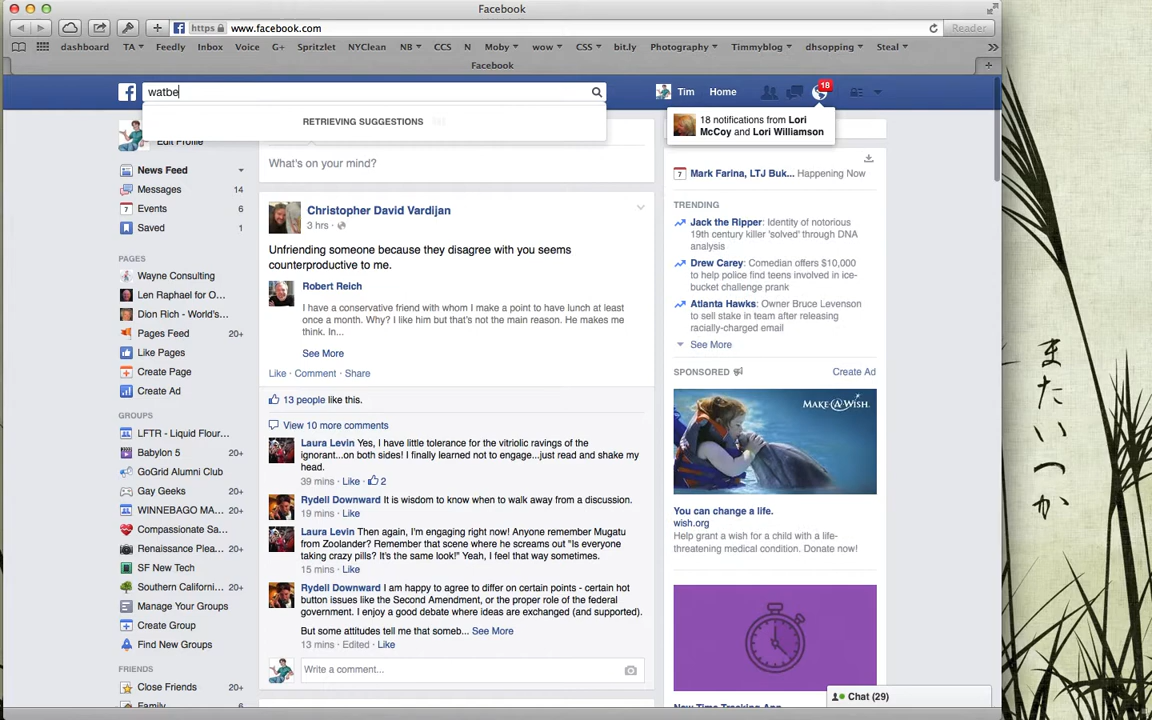 Facebook
https www.facebook.com Reader
dashboard TA Feedly Inbox Voice G+ Spritzlet NYClean NB CCS N Moby wow CSS bit.ly Photography Timmyblog dhsopping Steal
Facebook
watbe
Tim Home 18
RETRIEVING SUGGESTIONS
18 notifications from Lori
McCoy and Lori Williamson
Edit Profile
News Feed
Messages 14
Events 6
Saved 1
PAGES
Wayne Consulting
Len Raphael for O...
Dion Rich - World's...
Pages Feed 20+
Like Pages
Create Page
Create Ad
GROUPS
LFTR - Liquid Flour...
Babylon 5 20+
GoGrid Alumni Club
Gay Geeks 20+
WINNEBAGO MA... 20+
Compassionate Sa...
Renaissance Plea... 20+
SF New Tech
Southern Californi... 20+
Manage Your Groups
Create Group
Find New Groups
FRIENDS
Close Friends 20+
Family
What's on your mind?
Christopher David Vardijan
3 hrs ·
Unfriending someone because they disagree with you seems
counterproductive to me.
Robert Reich
I have a conservative friend with whom I make a point to have lunch at least
once a month. Why? I like him but that's not the main reason. He makes me
think. In...
See More
Like · Comment · Share
13 people like this.
View 10 more comments
Laura Levin Yes, I have little tolerance for the vitriolic ravings of the
ignorant...on both sides! I finally learned not to engage...just read and shake my
head.
39 mins · Like · 2
Rydell Downward It is wisdom to know when to walk away from a discussion.
19 mins · Like
Laura Levin Then again, I'm engaging right now! Anyone remember Mugatu
from Zoolander? Remember that scene where he screams out "Is everyone
taking crazy pills? It's the same look!" Yeah, I feel that way sometimes.
15 mins · Like
Rydell Downward I am happy to agree to differ on certain points - certain hot
button issues like the Second Amendment, or the proper role of the federal
government. I enjoy a good debate where ideas are exchanged (and supported).
But some attitudes tell me that someb... See More
13 mins · Edited · Like
Write a comment...
7 Mark Farina, LTJ Buk... Happening Now
TRENDING
Jack the Ripper: Identity of notorious
19th century killer 'solved' through DNA
analysis
Drew Carey: Comedian offers $10,000
to help police find teens involved in ice-
bucket challenge prank
Atlanta Hawks: Owner Bruce Levenson
to sell stake in team after releasing
racially-charged email
See More
SPONSORED Create Ad
MAKE-A-WISH.
You can change a life.
wish.org
Help grant a wish for a child with a life-
threatening medical condition. Donate now!
New Time Tracking App
Chat (29)
またいつか